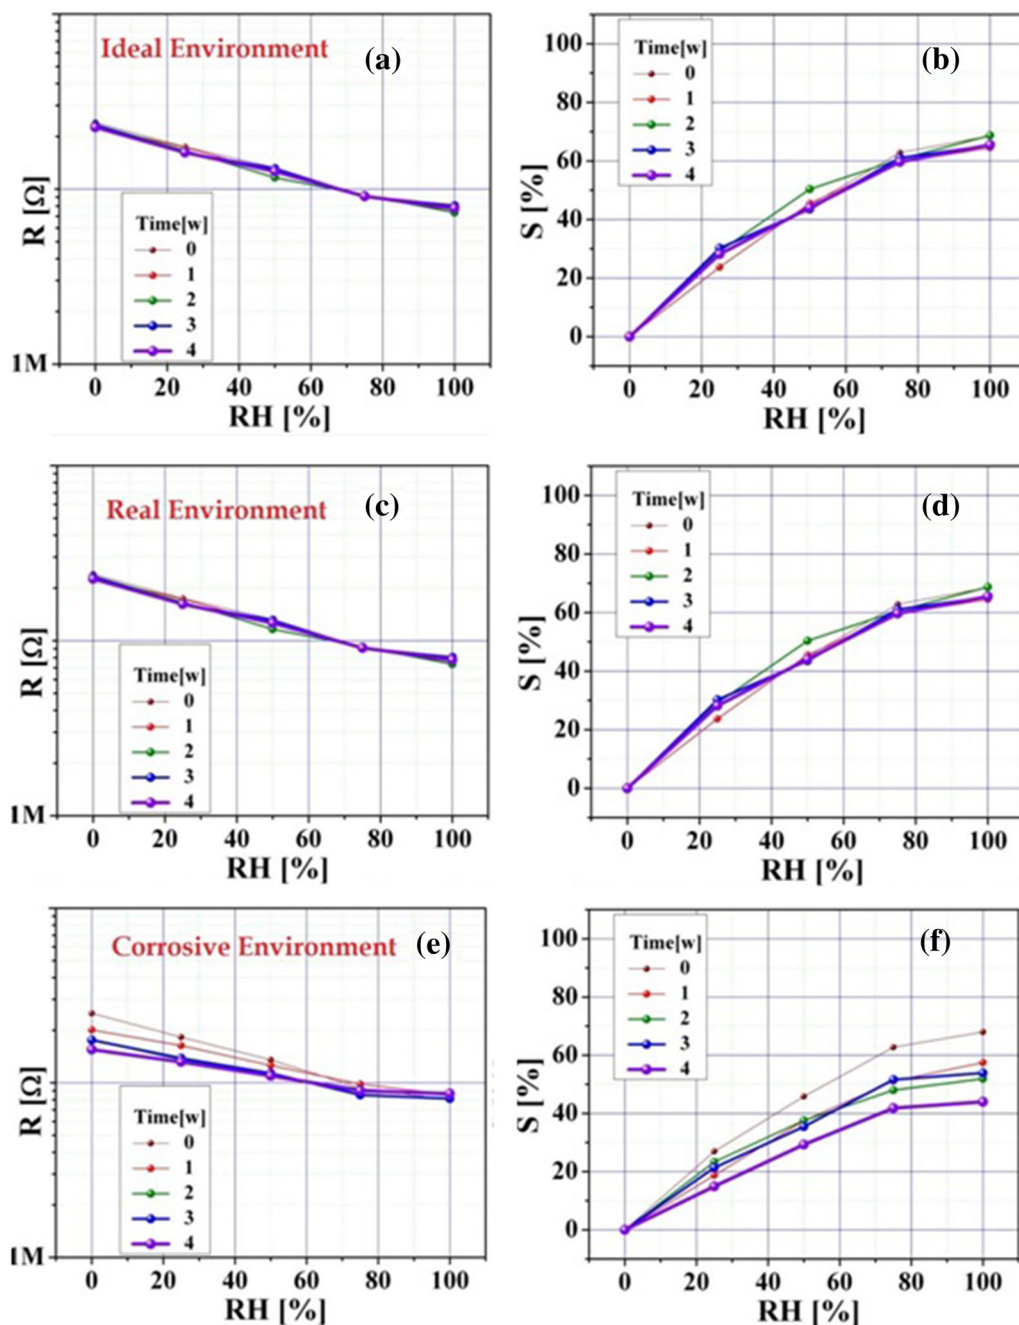 Ideal Environment (a)
R [Ω]
Time[w]
0
1
2
3
4
1M
0 20 40 60 80 100
RH [%]
(b)
S [%]
100
80
60
40
20
0
Time[w]
0
1
2
3
4
0 20 40 60 80 100
RH [%]
Real Environment (c)
R [Ω]
Time[w]
0
1
2
3
4
1M
0 20 40 60 80 100
RH [%]
(d)
S [%]
100
80
60
40
20
0
Time[w]
0
1
2
3
4
0 20 40 60 80 100
RH [%]
Corrosive Environment (e)
R [Ω]
Time[w]
0
1
2
3
4
1M
0 20 40 60 80 100
RH [%]
(f)
S [%]
100
80
60
40
20
0
Time[w]
0
1
2
3
4
0 20 40 60 80 100
RH [%]